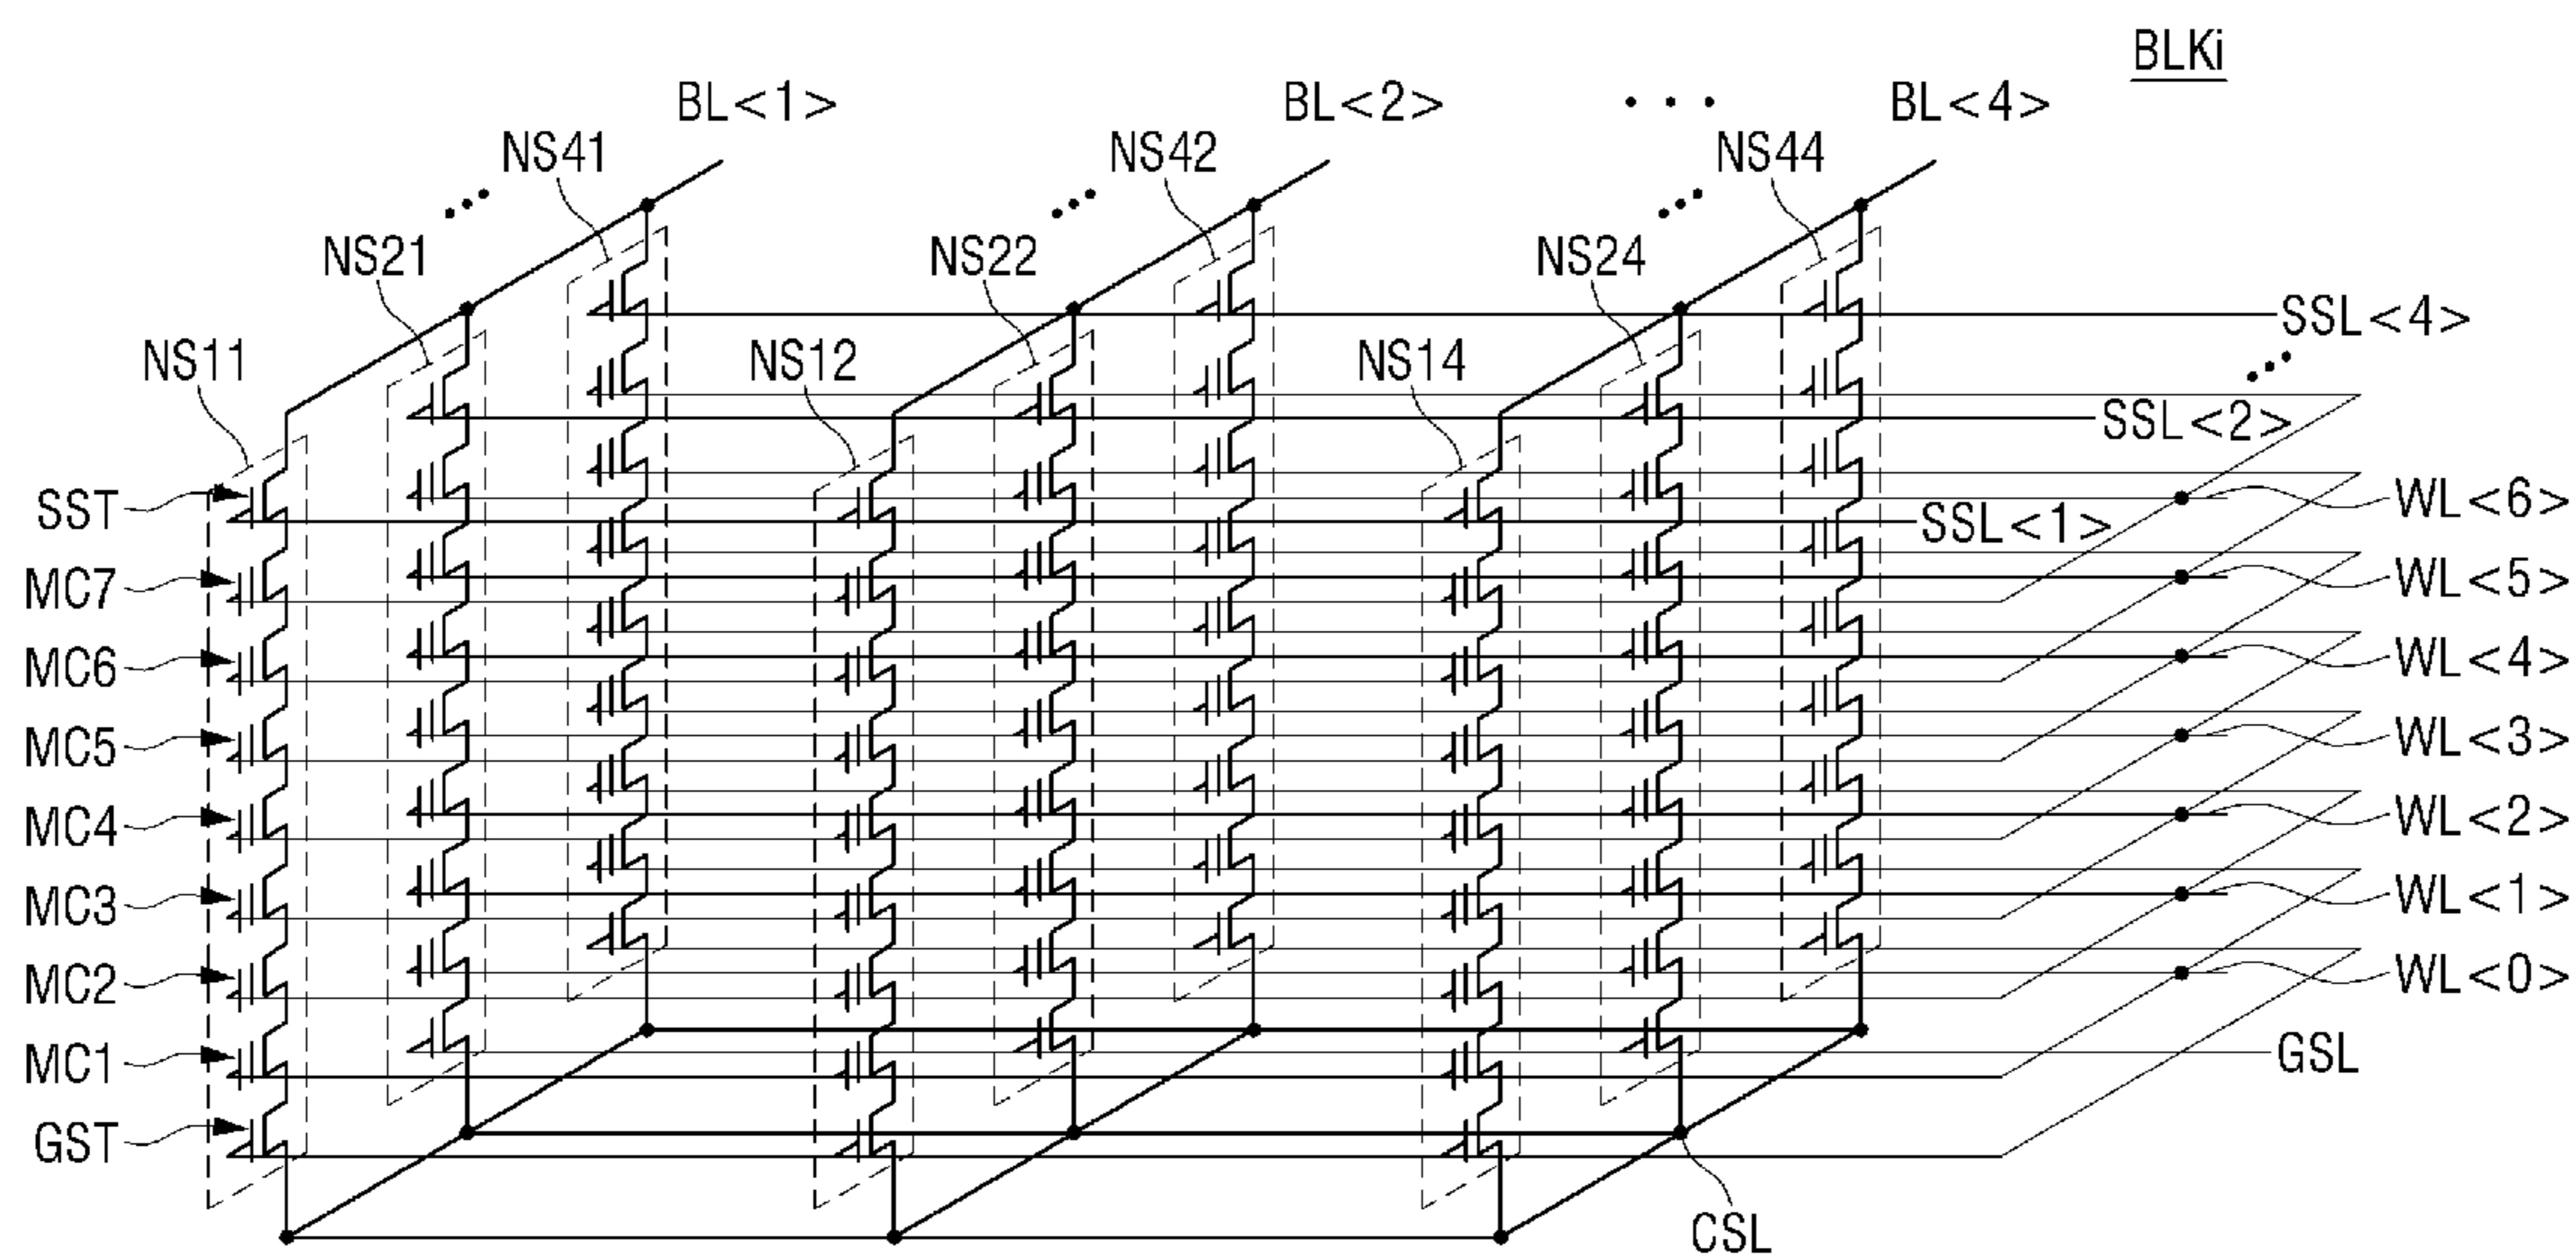 BLKi
BL<1>
BL<2>
BL<4>
NS41
NS42
NS44
NS21
NS22
NS24
SSL<4>
NS11
NS12
NS14
SSL<2>
SST
WL<6>
SSL<1>
MC7
WL<5>
MC6
WL<4>
MC5
WL<3>
MC4
WL<2>
MC3
WL<1>
MC2
WL<0>
MC1
GSL
GST
CSL